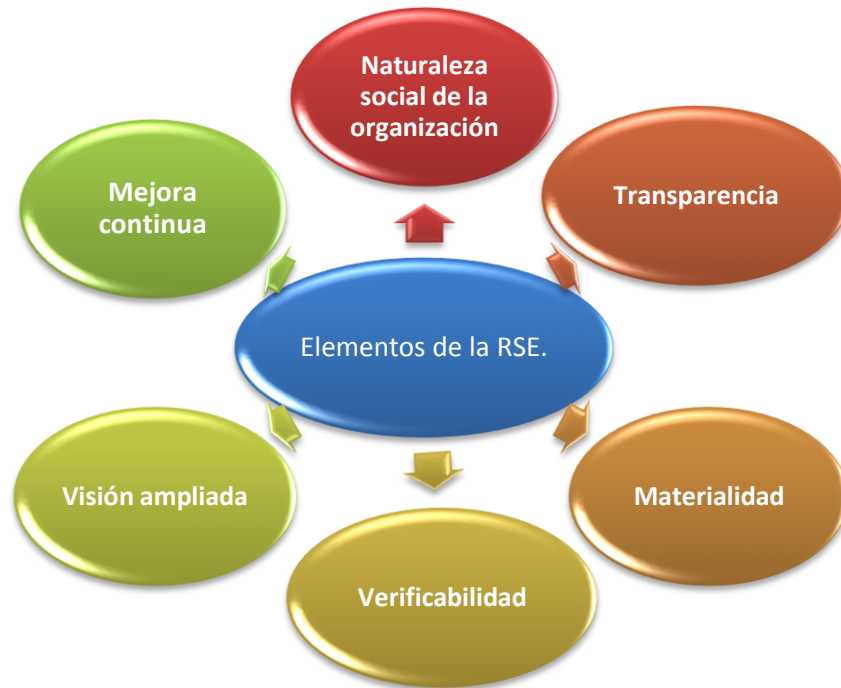 Naturaleza
social de la
organización
Transparencia
Materialidad
Verificabilidad
Visión ampliada
Mejora
continua
Elementos de la RSE.